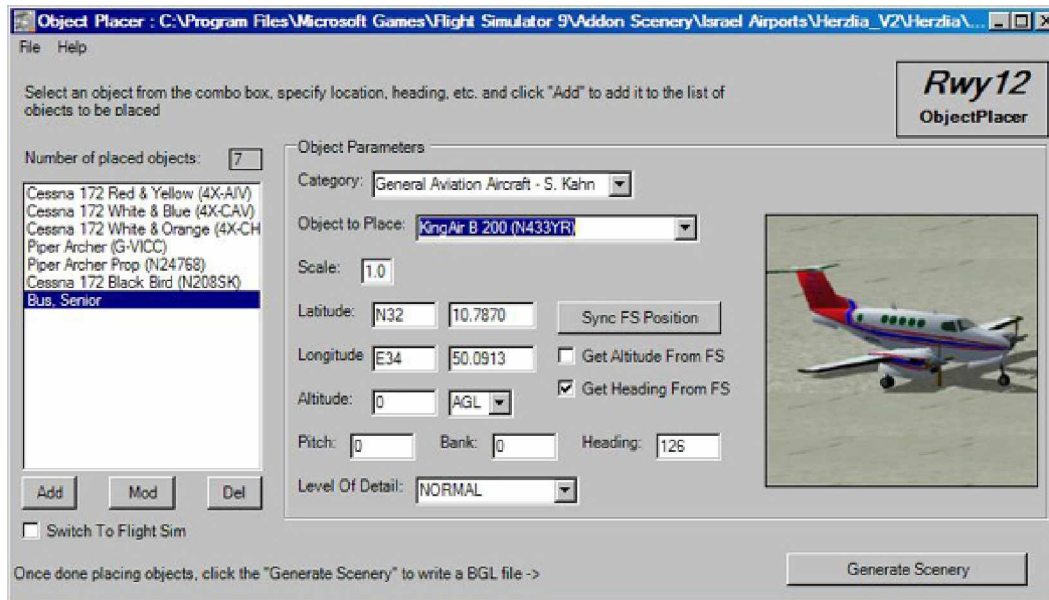 Object Placer : C:\Program Files\Microsoft Games\Flight Simulator 9\Addon Scenery\Israel Airports\Herzlia_V2\Herzlia\...
File Help
Select an object from the combo box, specify location, heading, etc. and click "Add" to add it to the list of
objects to be placed
Rwy12
ObjectPlacer
Number of placed objects: 7
Cessna 172 Red & Yellow (4X-AIV)
Cessna 172 White & Blue (4X-CAV)
Cessna 172 White & Orange (4X-CH
Piper Archer (G-VICC)
Piper Archer Prop (N24768)
Cessna 172 Black Bird (N208SK)
Bus, Senior
Add Mod Del
Switch To Flight Sim
Object Parameters
Category: General Aviation Aircraft - S. Kahn
Object to Place: KingAir B 200 (N433YR)
Scale: 1.0
Latitude: N32 10.7870 Sync FS Position
Longitude E34 50.0913 Get Altitude From FS
Altitude: 0 AGL Get Heading From FS
Pitch: 0 Bank: 0 Heading: 126
Level Of Detail: NORMAL
Once done placing objects, click the "Generate Scenery" to write a BGL file ->
Generate Scenery